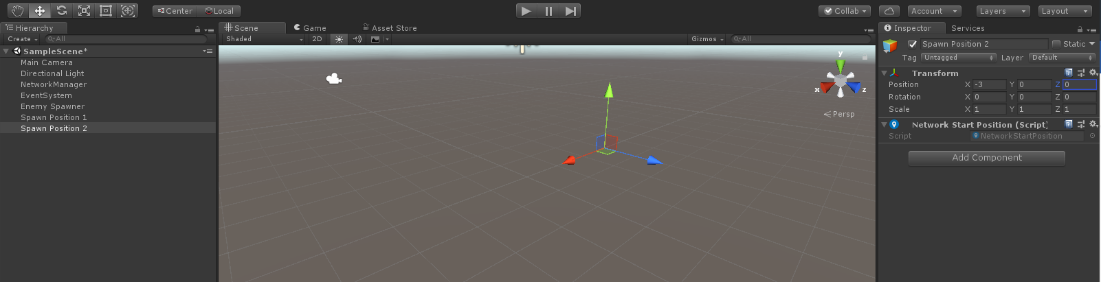 Center Local Collab Account Layers Layout
Hierarchy Scene Game Asset Store Inspector Services
Create All Shaded 2D Gizmos All Spawn Position 2 Static
SampleScene*
Tag Untagged Layer Default
Main Camera
Directional Light
NetworkManager
EventSystem
Enemy Spawner
Spawn Position 1
Spawn Position 2
y
x z
Persp
Transform
Position X -3 Y 0 Z 0
Rotation X 0 Y 0 Z 0
Scale X 1 Y 1 Z 1
Network Start Position (Script)
Script NetworkStartPosition
Add Component